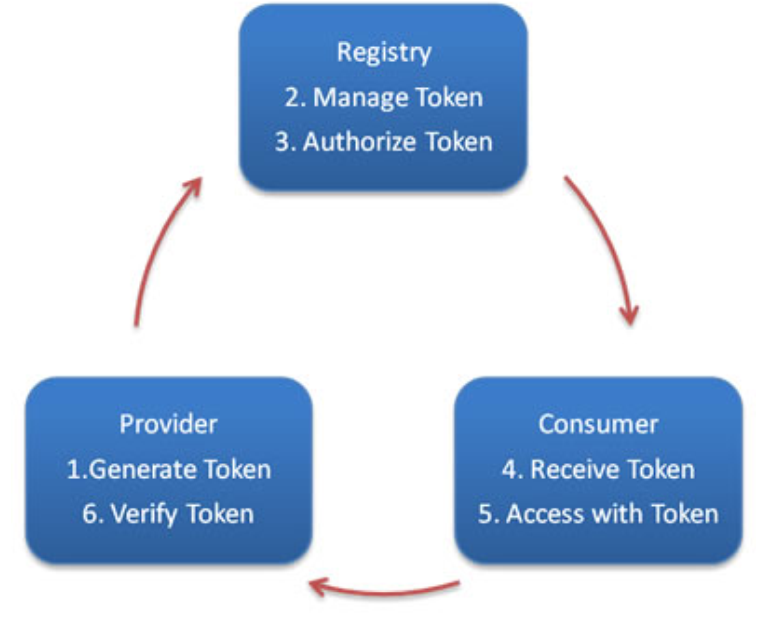 Registry
2. Manage Token
3. Authorize Token
Provider
1.Generate Token
6. Verify Token
Consumer
4. Receive Token
5. Access with Token